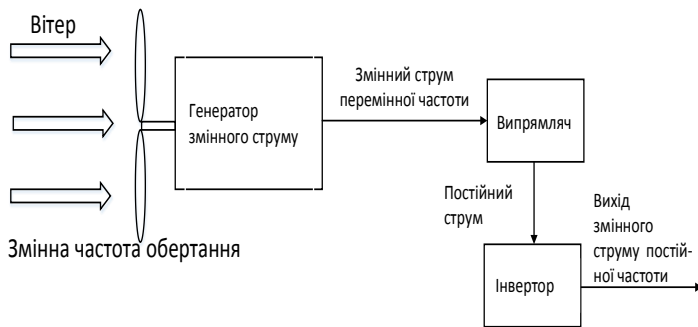 Вітер
Змінний струм
перемінної частоти
Генератор
змінного струму
Випрямляч
Постійний
струм
Вихід
змінного
струму постій-
ної частоти
Змінна частота обертання
Інвертор